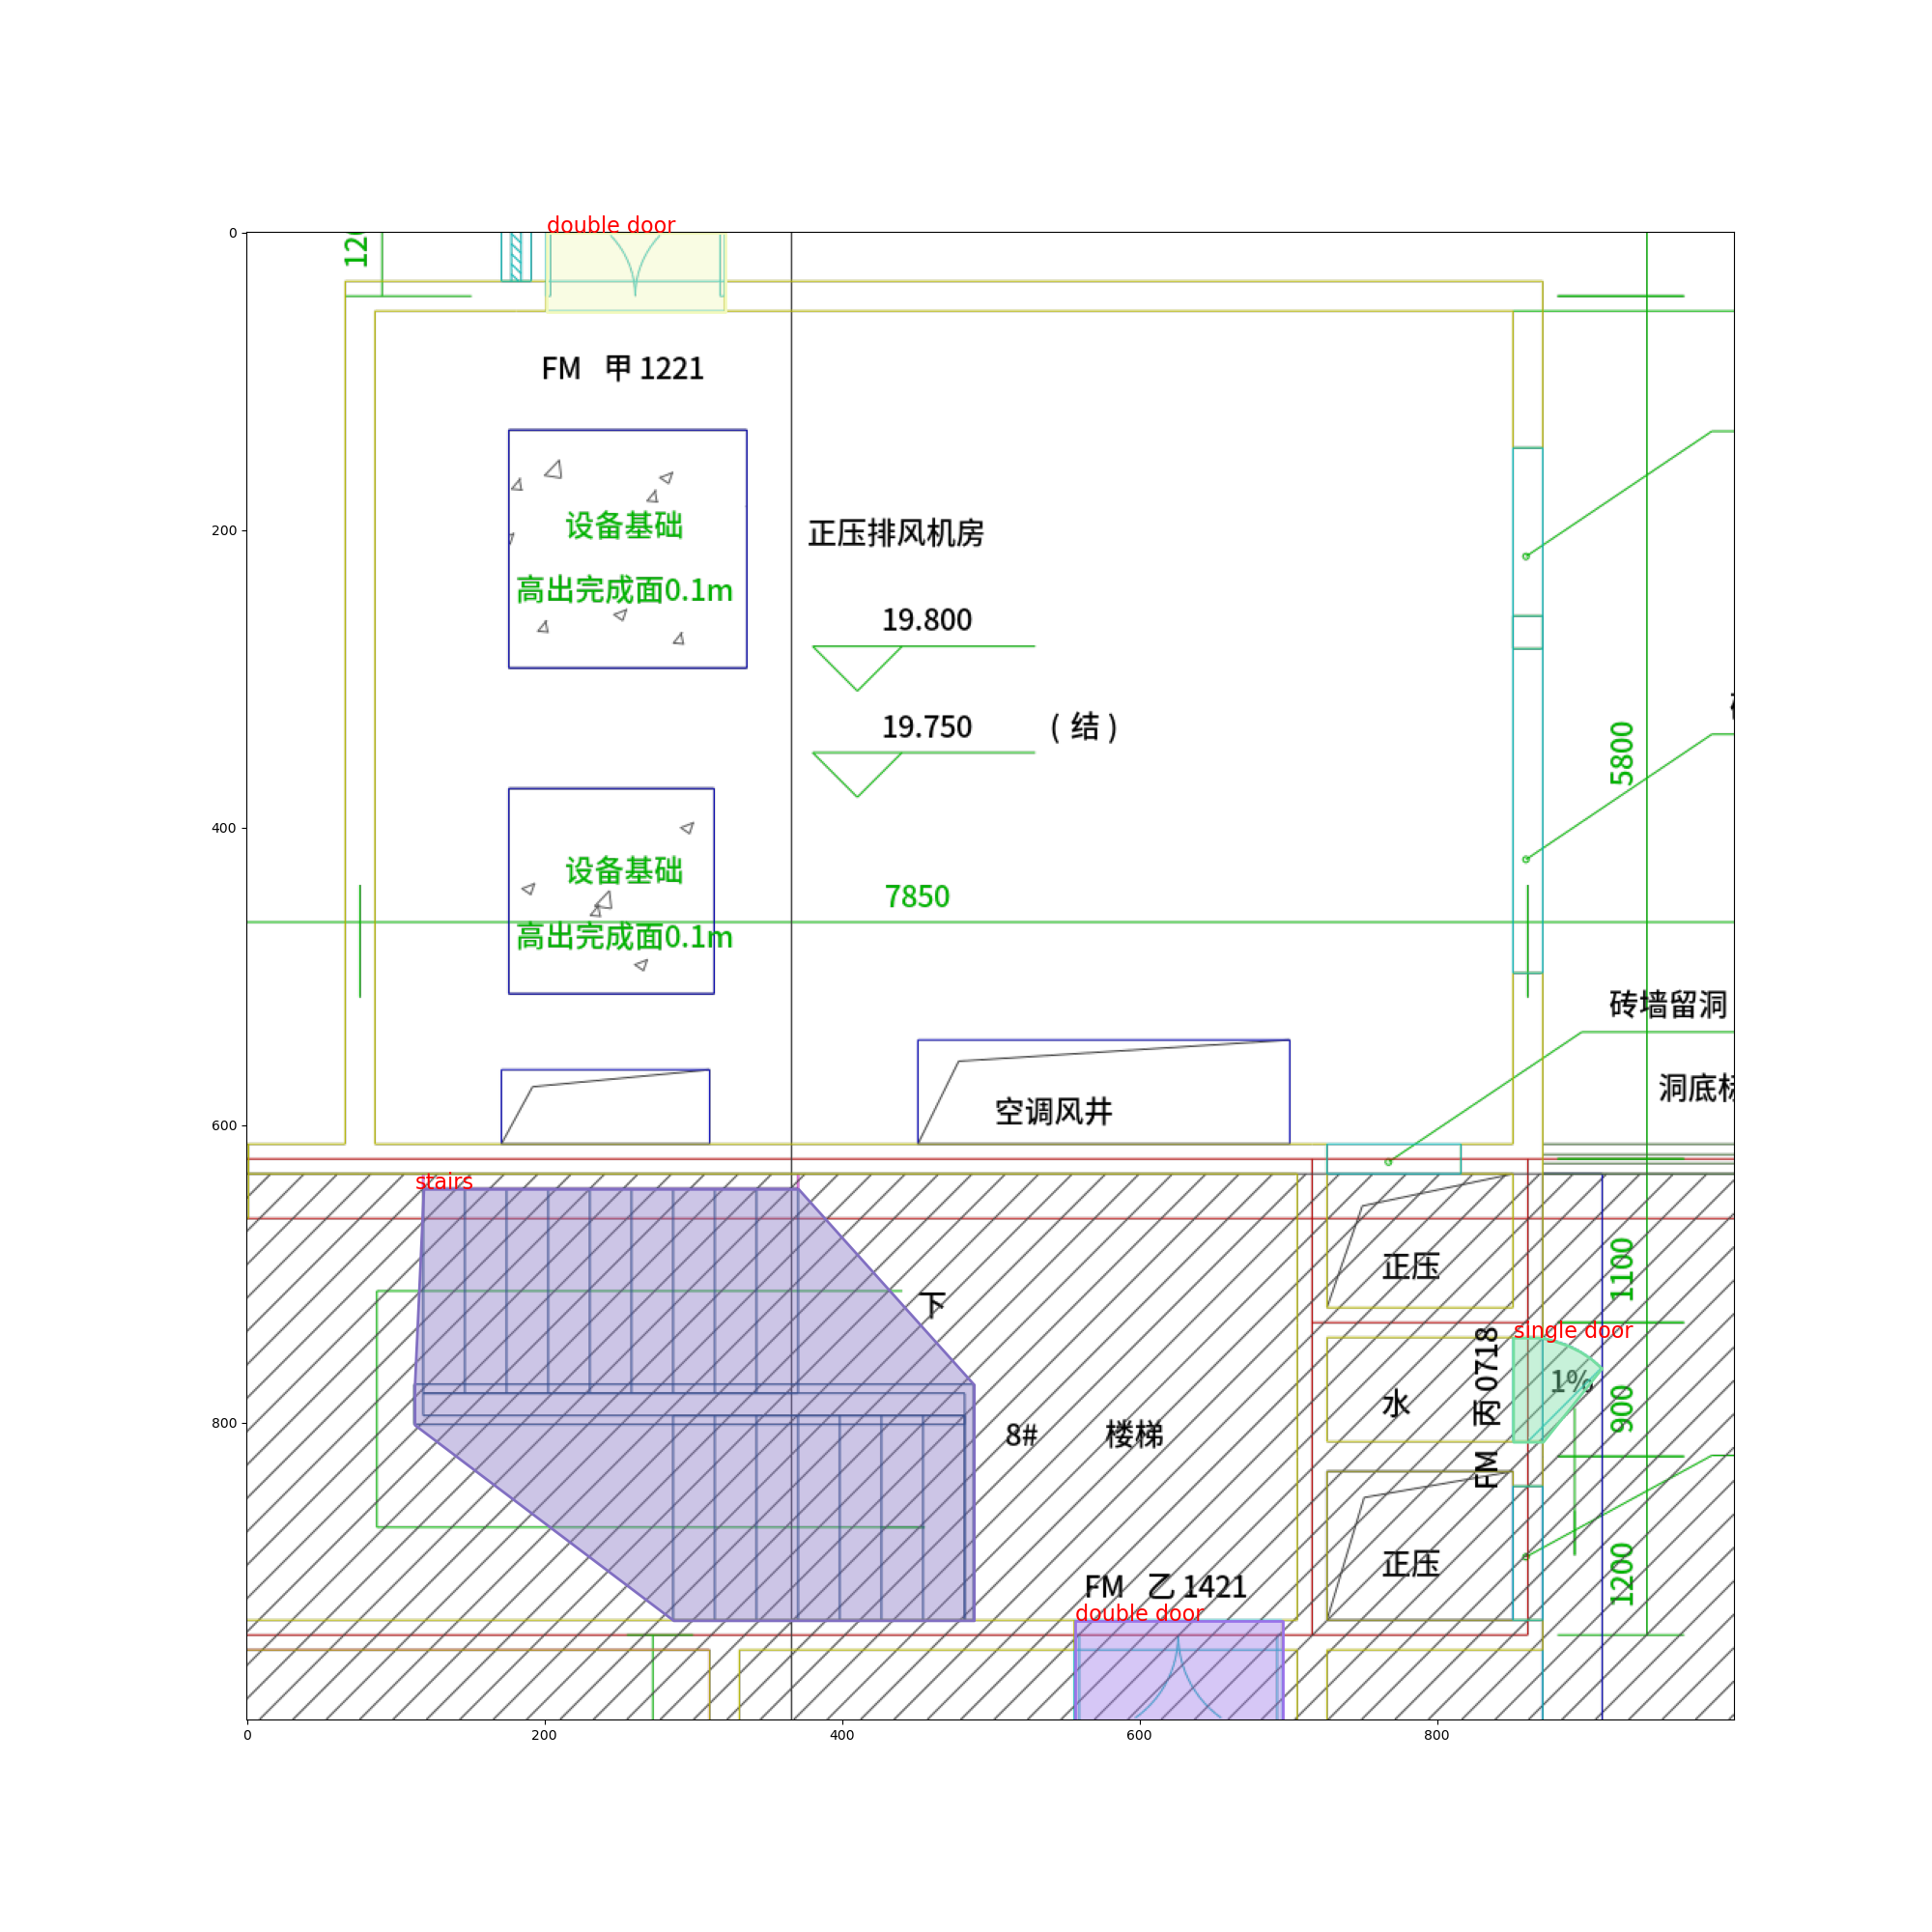 double door
0
120
FM 甲 1221
设备基础
高出完成面0.1m
200
正压排风机房
19.800
19.750 ( 结 )
5800
400
设备基础
高出完成面0.1m
7850
砖墙留洞
洞底标
空调风井
600
stairs
正压
1100
下
single door
FM 丙 0718
1%
水
900
800
8# 楼梯
正压
1200
FM 乙 1421
double door
0 200 400 600 800